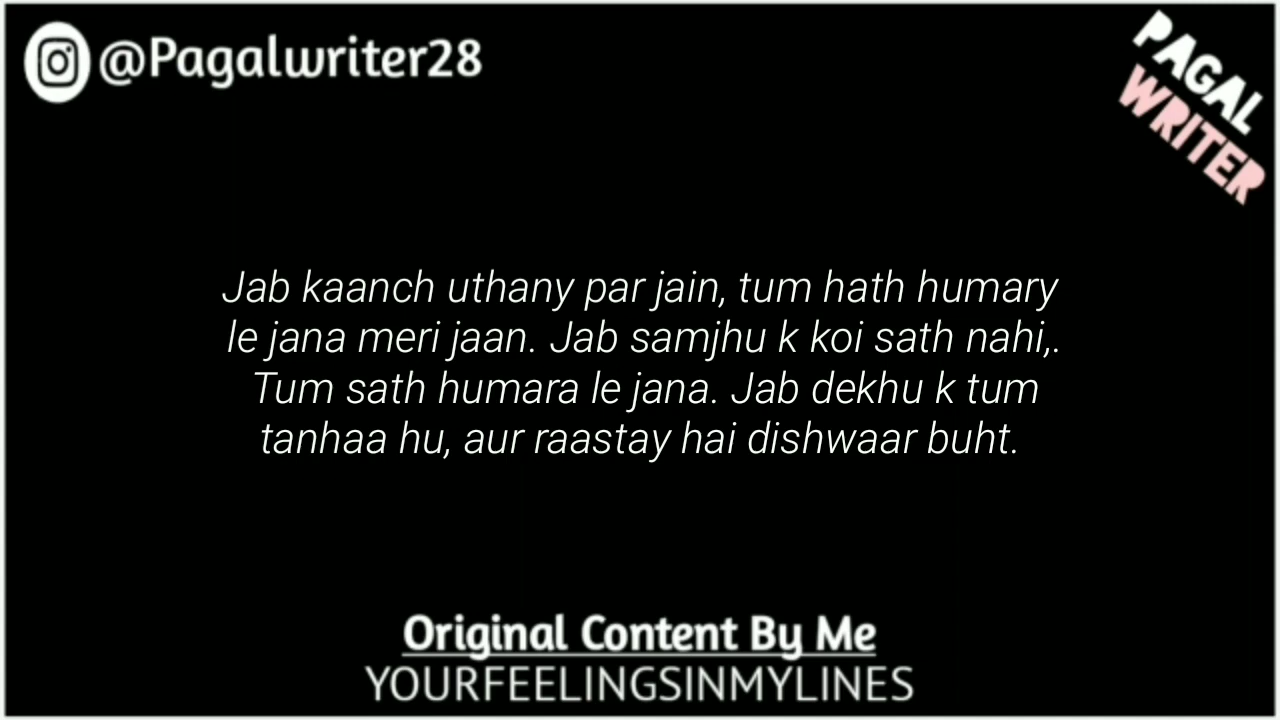 @Pagalwriter28
PAGAL
WRITER
Jab kaanch uthany par jain, tum hath humary
le jana meri jaan. Jab samjhu k koi sath nahi,.
Tum sath humara le jana. Jab dekhu k tum
tanhaa hu, aur raastay hai dishwaar buht.
Original Content By Me
YOURFEELINGSINMYLINES